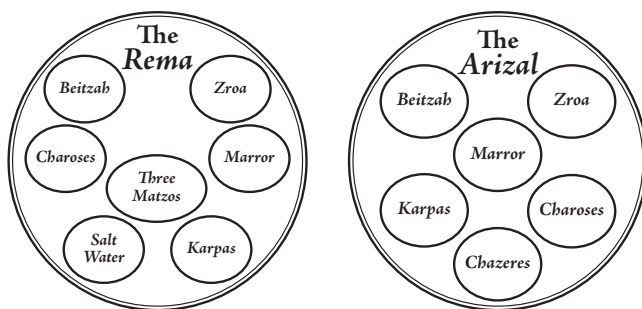 The
Rema
Beitzah
Zroa
Charoses
Marror
Three
Matzos
Salt
Water
Karpas
The
Arizal
Beitzah
Zroa
Marror
Karpas
Charoses
Chazeres